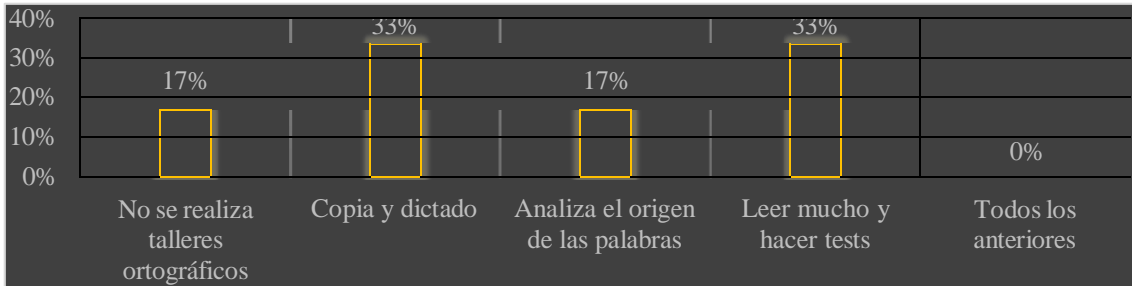 40%
30%
20%
10%
0%
17%
33%
17%
33%
0%
No se realiza
talleres
ortográficos
Copia y dictado
Analiza el origen
de las palabras
Leer mucho y
hacer tests
Todos los
anteriores